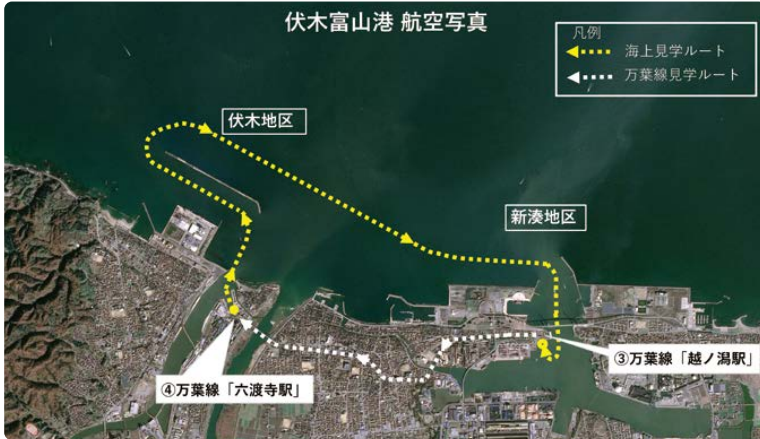 伏木富山港 航空写真
凡例
海上見学ルート
万葉線見学ルート
伏木地区
新湊地区
③万葉線「越ノ潟駅」
④万葉線「六渡寺駅」